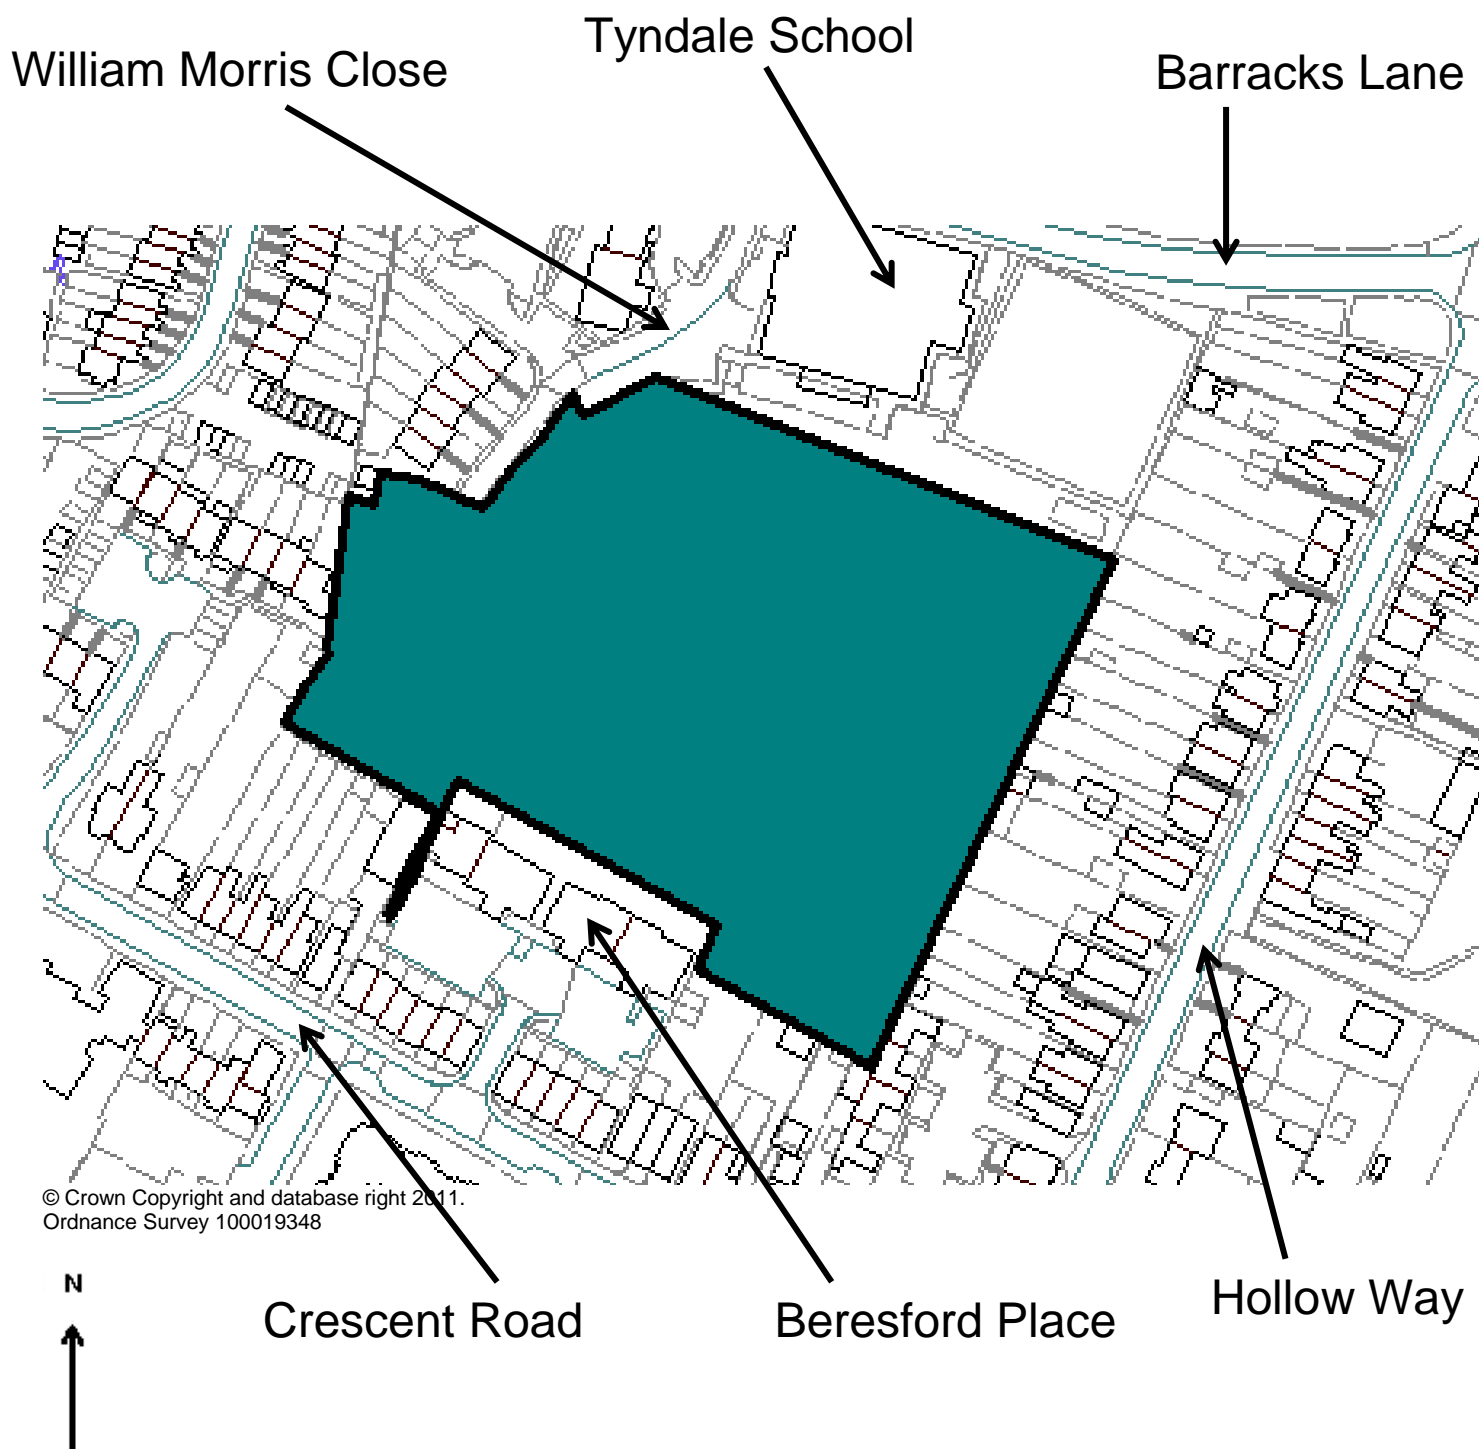 Tyndale School
William Morris Close
Barracks Lane
© Crown Copyright and database right 2011.
Ordnance Survey 100019348
N
Crescent Road
Beresford Place
Hollow Way